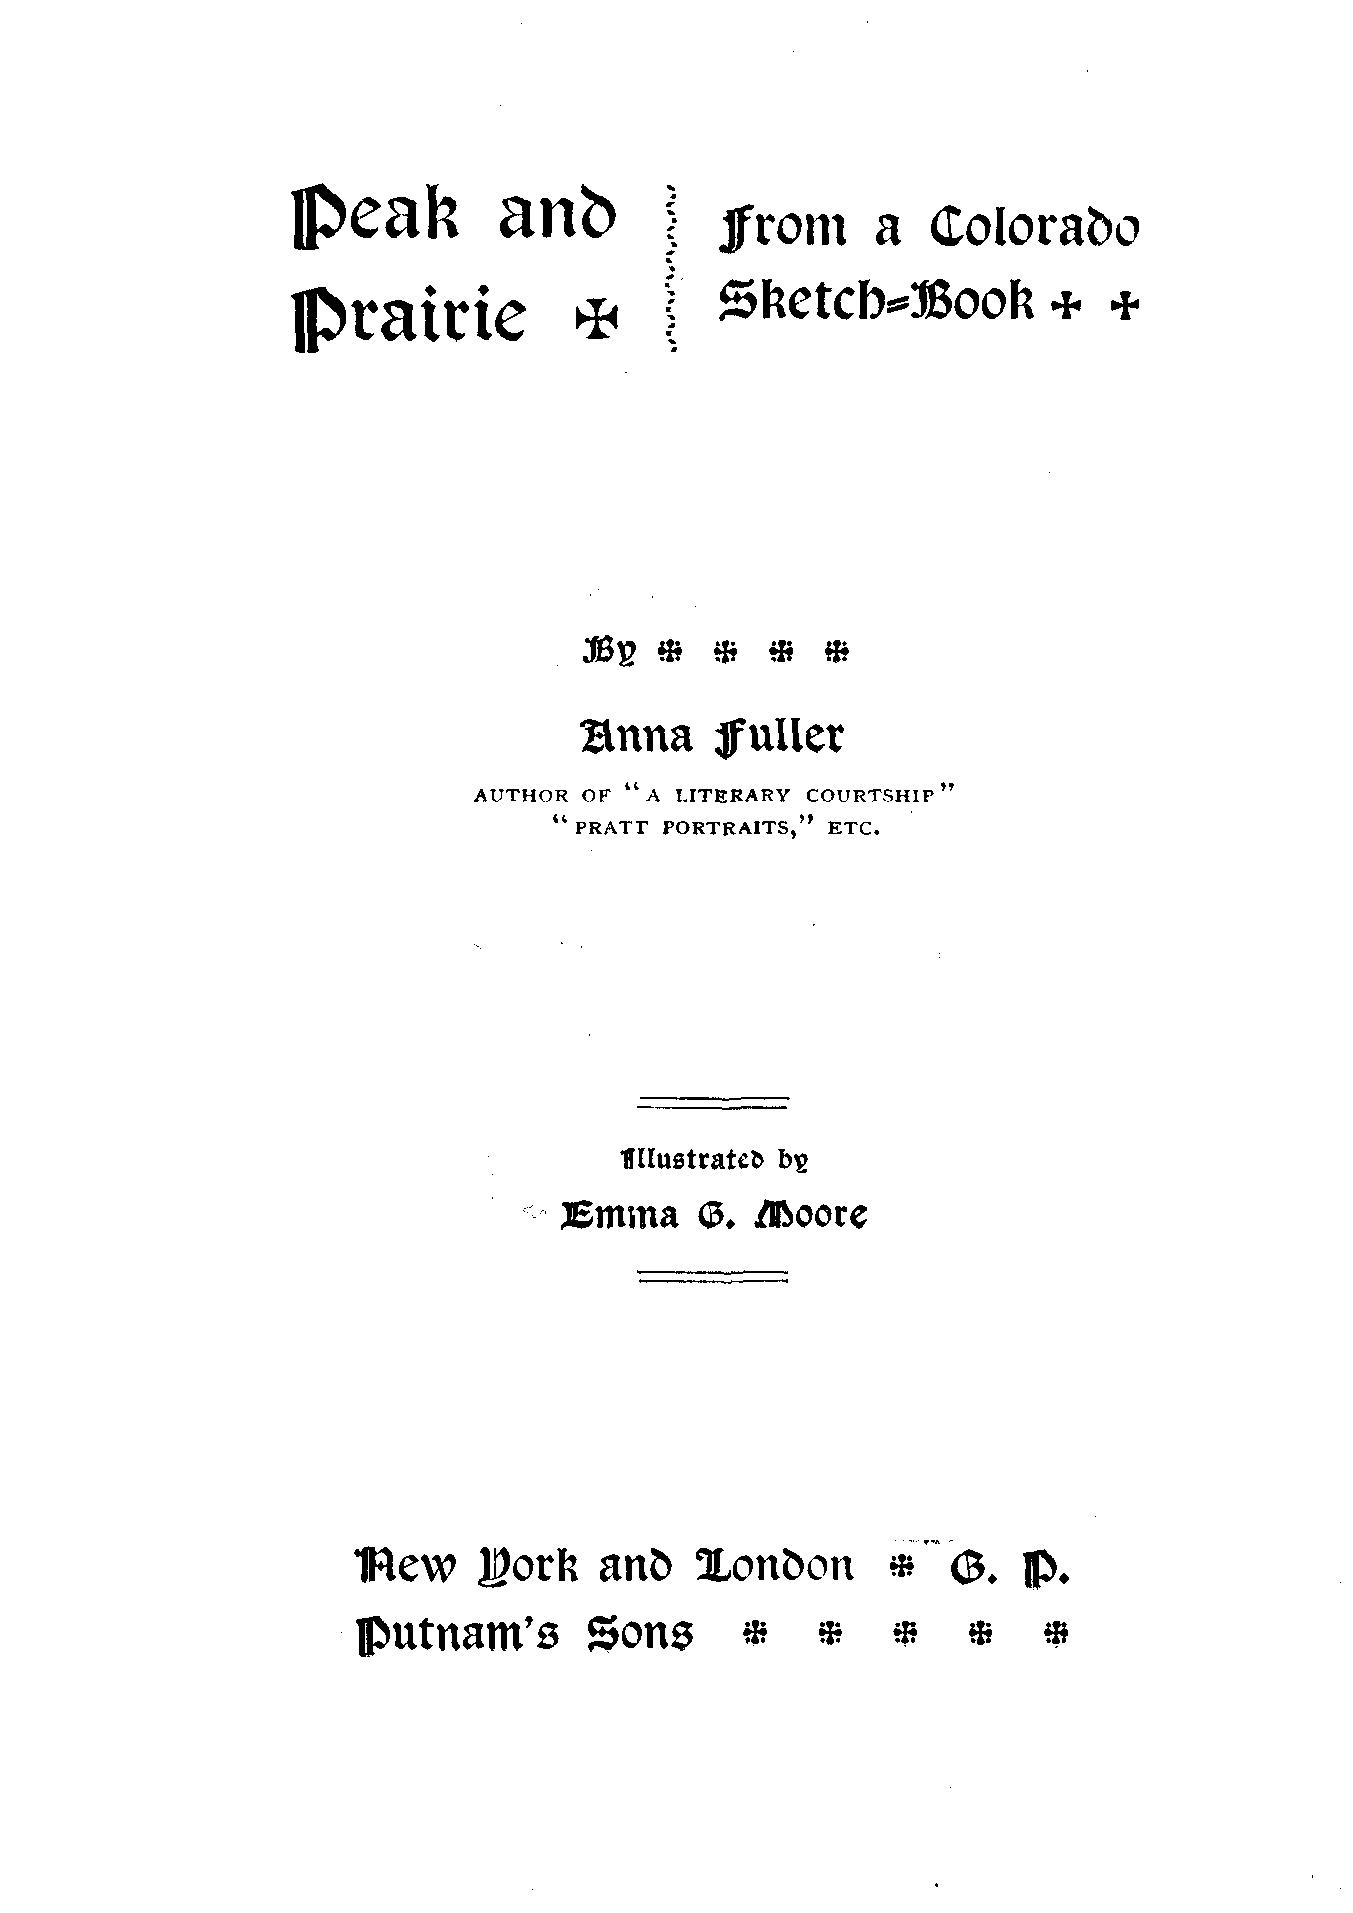 Peak and
Prairie ✠
From a Colorado
Sketch=Book ✠ ✠
By ❉ ❉ ❉ ❉
Anna Fuller
AUTHOR OF "A LITERARY COURTSHIP"
"PRATT PORTRAITS," ETC.
Illustrated by
Emma G. Moore
New York and London ❉ G. P.
Putnam's Sons ❉ ❉ ❉ ❉ ❉